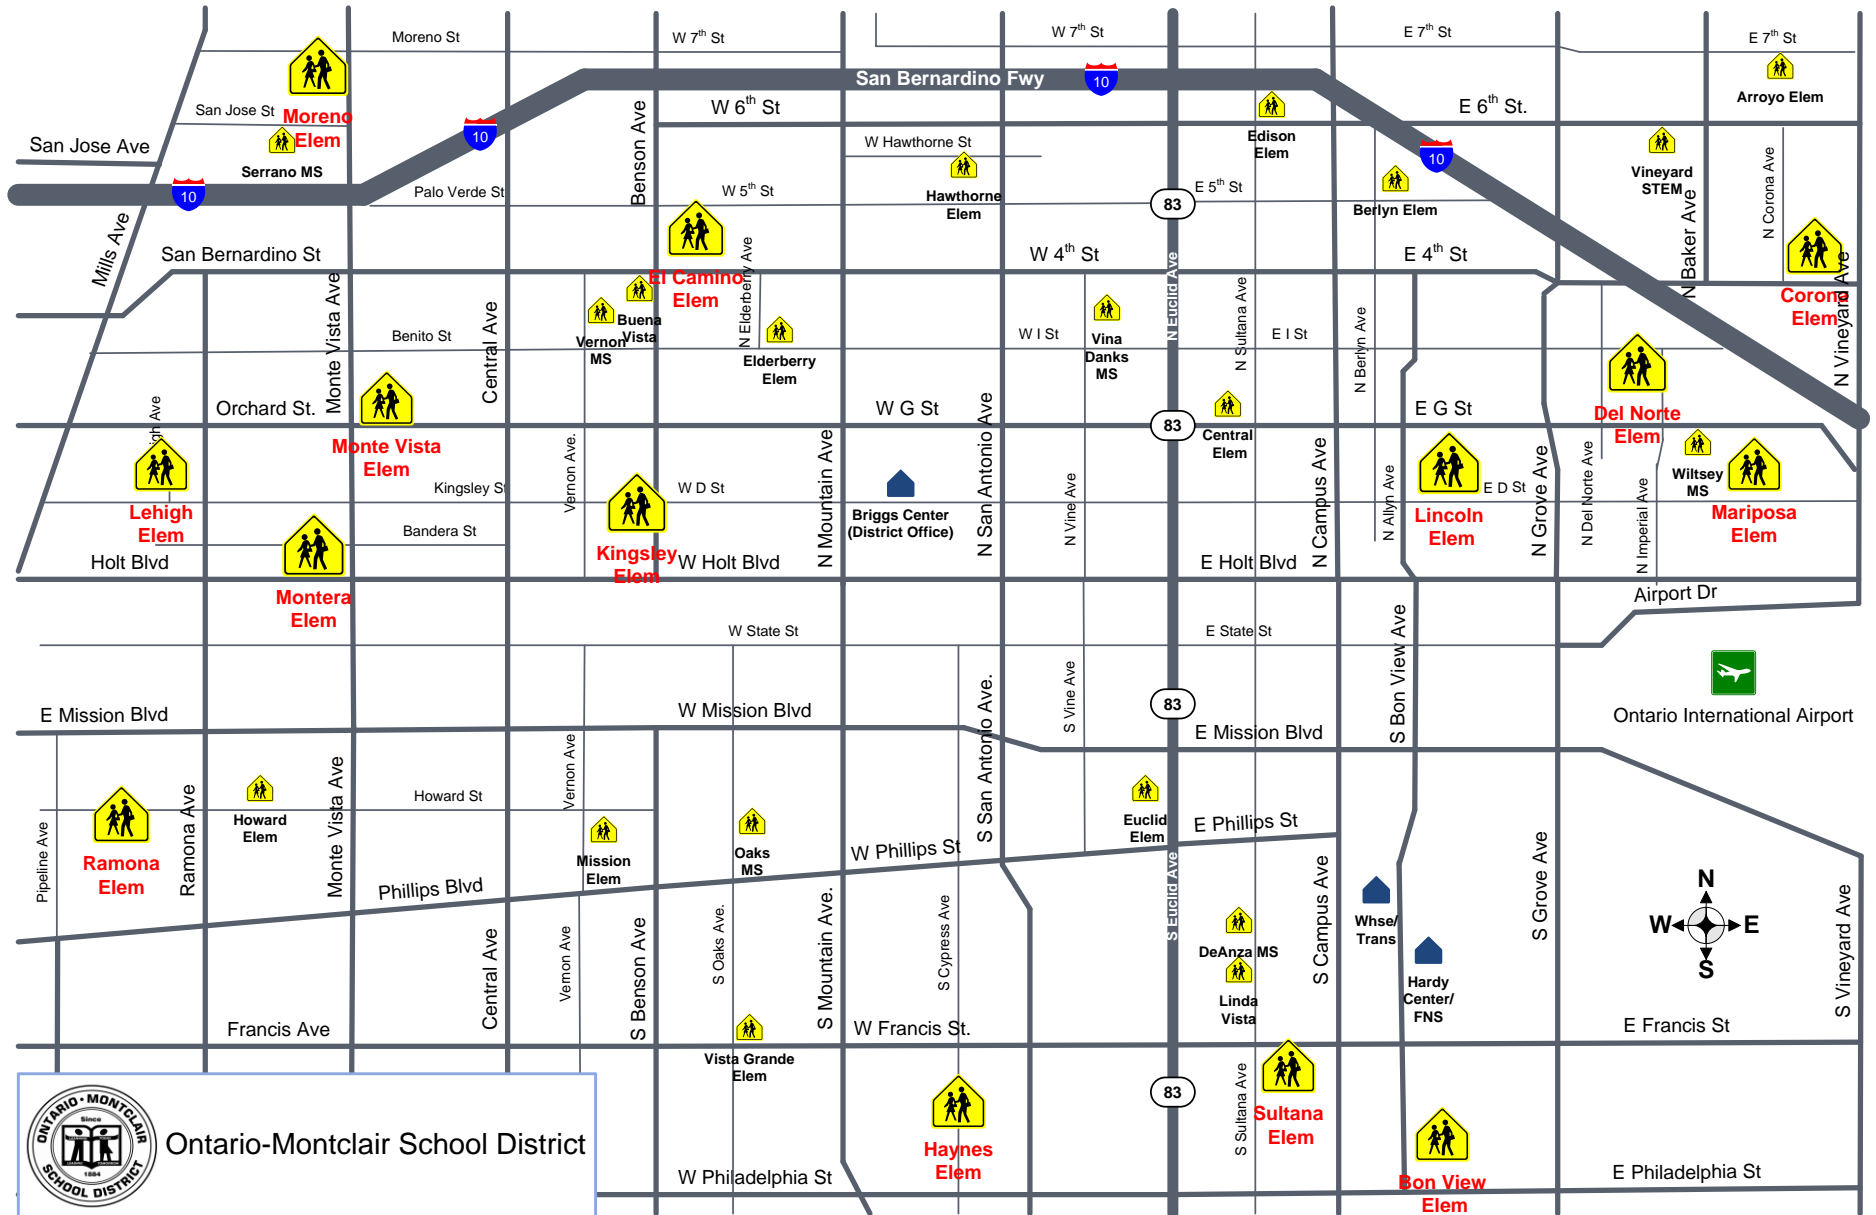 Moreno St
W 7th St
W 7th St
E 7th St
E 7th St
San Bernardino Fwy
10
10
10
10
San Jose St
Moreno
Elem
San Jose Ave
Serrano MS
W 6th St
E 6th St.
Edison
Elem
Arroyo Elem
W Hawthorne St
Hawthorne
Elem
Vineyard
STEM
Berlyn Elem
Palo Verde St
W 5th St
E 5th St
83
Benson Ave
N Baker Ave
N Corona Ave
Mills Ave
San Bernardino St
W 4th St
E 4th St
El Camino
Elem
N Elderberry Ave
N Euclid Ave
N Sultana Ave
Corona
Elem
N Vineyard Ave
Monte Vista Ave
Central Ave
Buena
Vista
Vernon
MS
Benito St
Elderberry
Elem
W I St
Vina
Danks
MS
E I St
N Berlyn Ave
Orchard St.
W G St
83
E G St
Central
Elem
Del Norte
Elem
Monte Vista
Elem
Kingsley St
Vernon Ave.
W D St
E D St
N Mountain Ave
N San Antonio Ave
N Vine Ave
N Campus Ave
N Allyn Ave
N Grove Ave
N Del Norte Ave
N Imperial Ave
Wiltsey
MS
Mariposa
Elem
Lincoln
Elem
Briggs Center
(District Office)
Lehigh
Elem
Bandera St
Kingsley
Elem
Holt Blvd
W Holt Blvd
E Holt Blvd
Montera
Elem
Airport Dr
W State St
E State St
S Bon View Ave
S Vine Ave
S San Antonio Ave.
Ontario International Airport
E Mission Blvd
W Mission Blvd
83
E Mission Blvd
Vernon Ave
Howard St
Howard
Elem
Ramona Ave
Monte Vista Ave
Pipeline Ave
Ramona
Elem
Mission
Elem
Oaks
MS
Euclid
Elem
W Phillips St
E Phillips St
Phillips Blvd
S Euclid Ave
S Campus Ave
S Grove Ave
S Vineyard Ave
Whse/
Trans
Hardy
Center/
FNS
N
W
E
S
DeAnza MS
Linda
Vista
Central Ave
Vernon Ave
S Benson Ave
S Oaks Ave.
S Mountain Ave.
S Cypress Ave
Francis Ave
W Francis St.
E Francis St
Vista Grande
Elem
83
S Sultana Ave
Sultana
Elem
Haynes
Elem
Bon View
Elem
W Philadelphia St
E Philadelphia St
ONTARIO • MONTCLAIR
SCHOOL DISTRICT
Since
1884
Ontario-Montclair School District